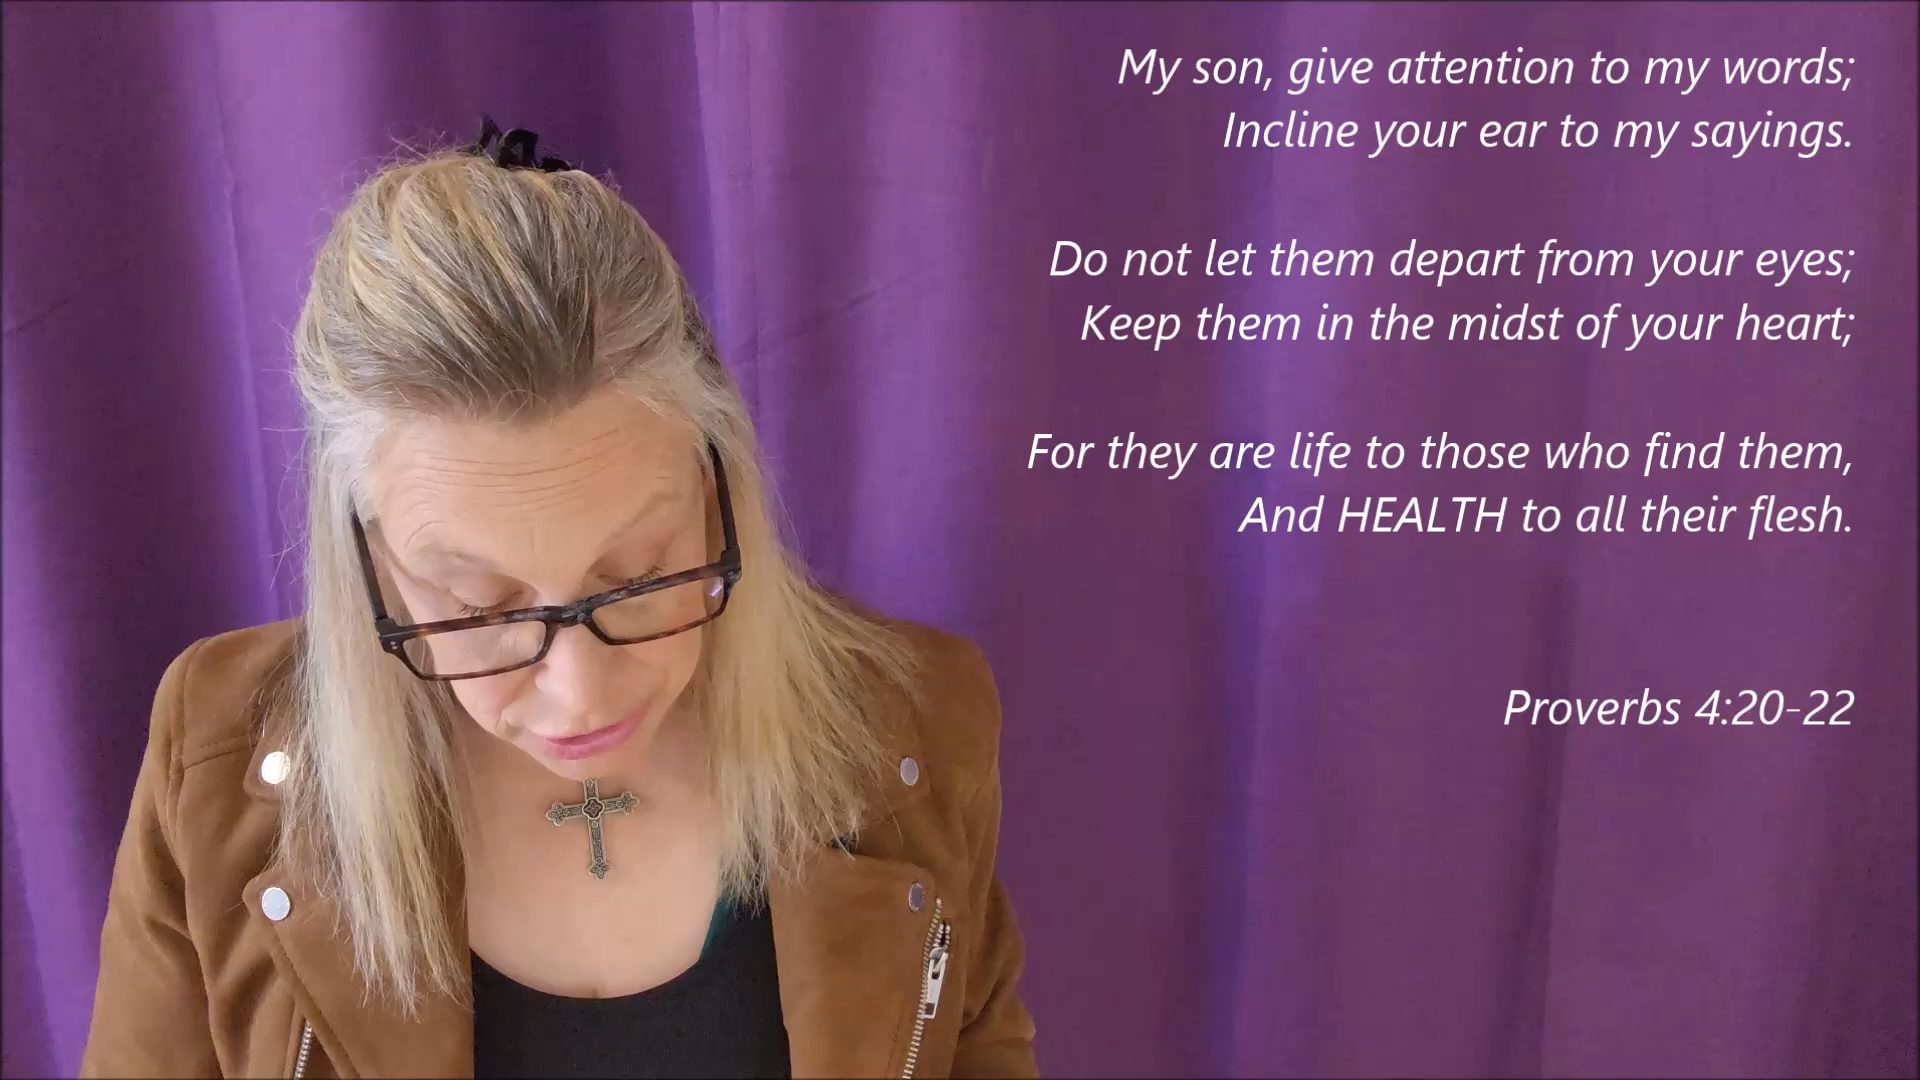 My son, give attention to my words;
Incline your ear to my sayings.
Do not let them depart from your eyes;
Keep them in the midst of your heart;
For they are life to those who find them,
And HEALTH to all their flesh.
Proverbs 4:20-22